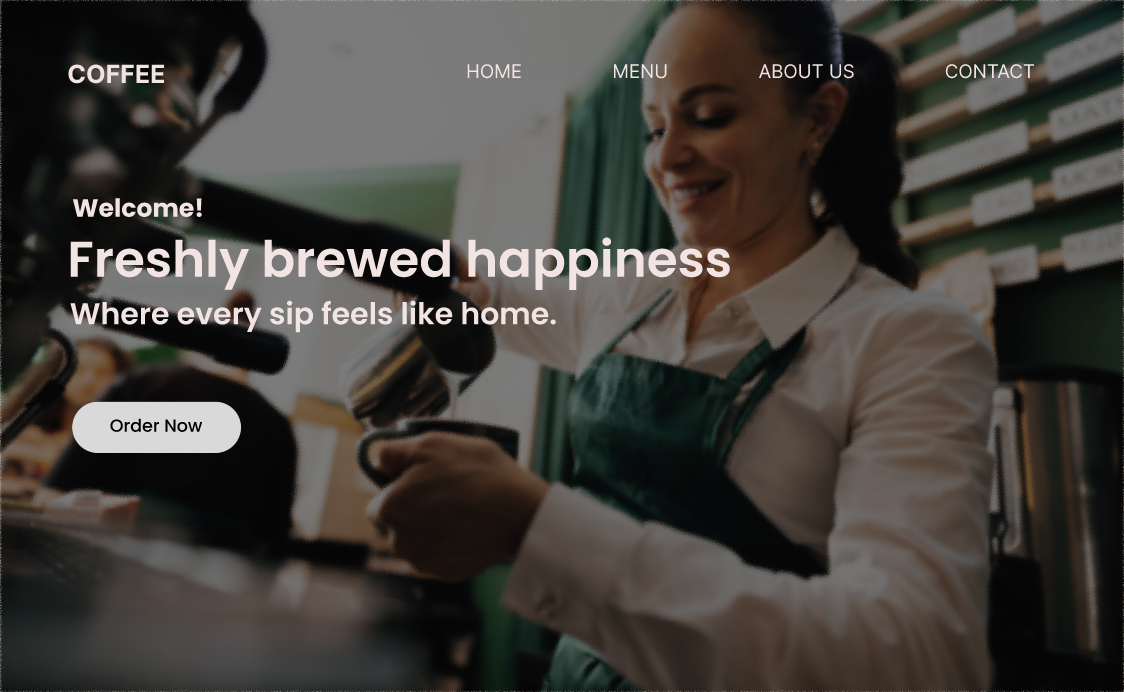 COFFEE
HOME MENU ABOUT US CONTACT
Welcome!
Freshly brewed happiness
Where every sip feels like home.
Order Now